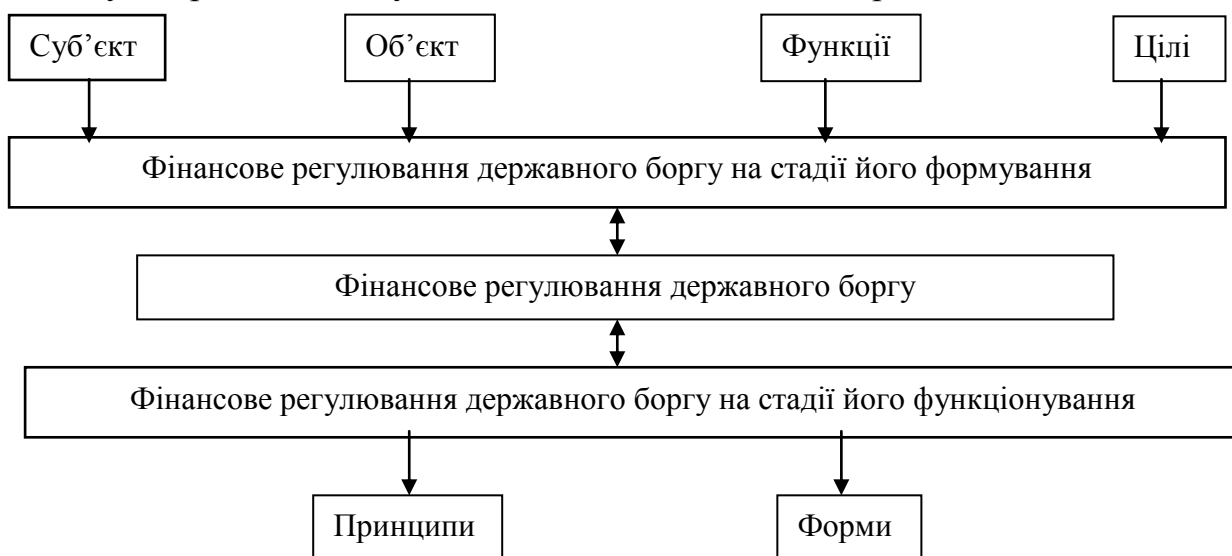 Суб’єкт
Об’єкт
Функції
Цілі
Фінансове регулювання державного боргу на стадії його формування
Фінансове регулювання державного боргу
Фінансове регулювання державного боргу на стадії його функціонування
Принципи
Форми